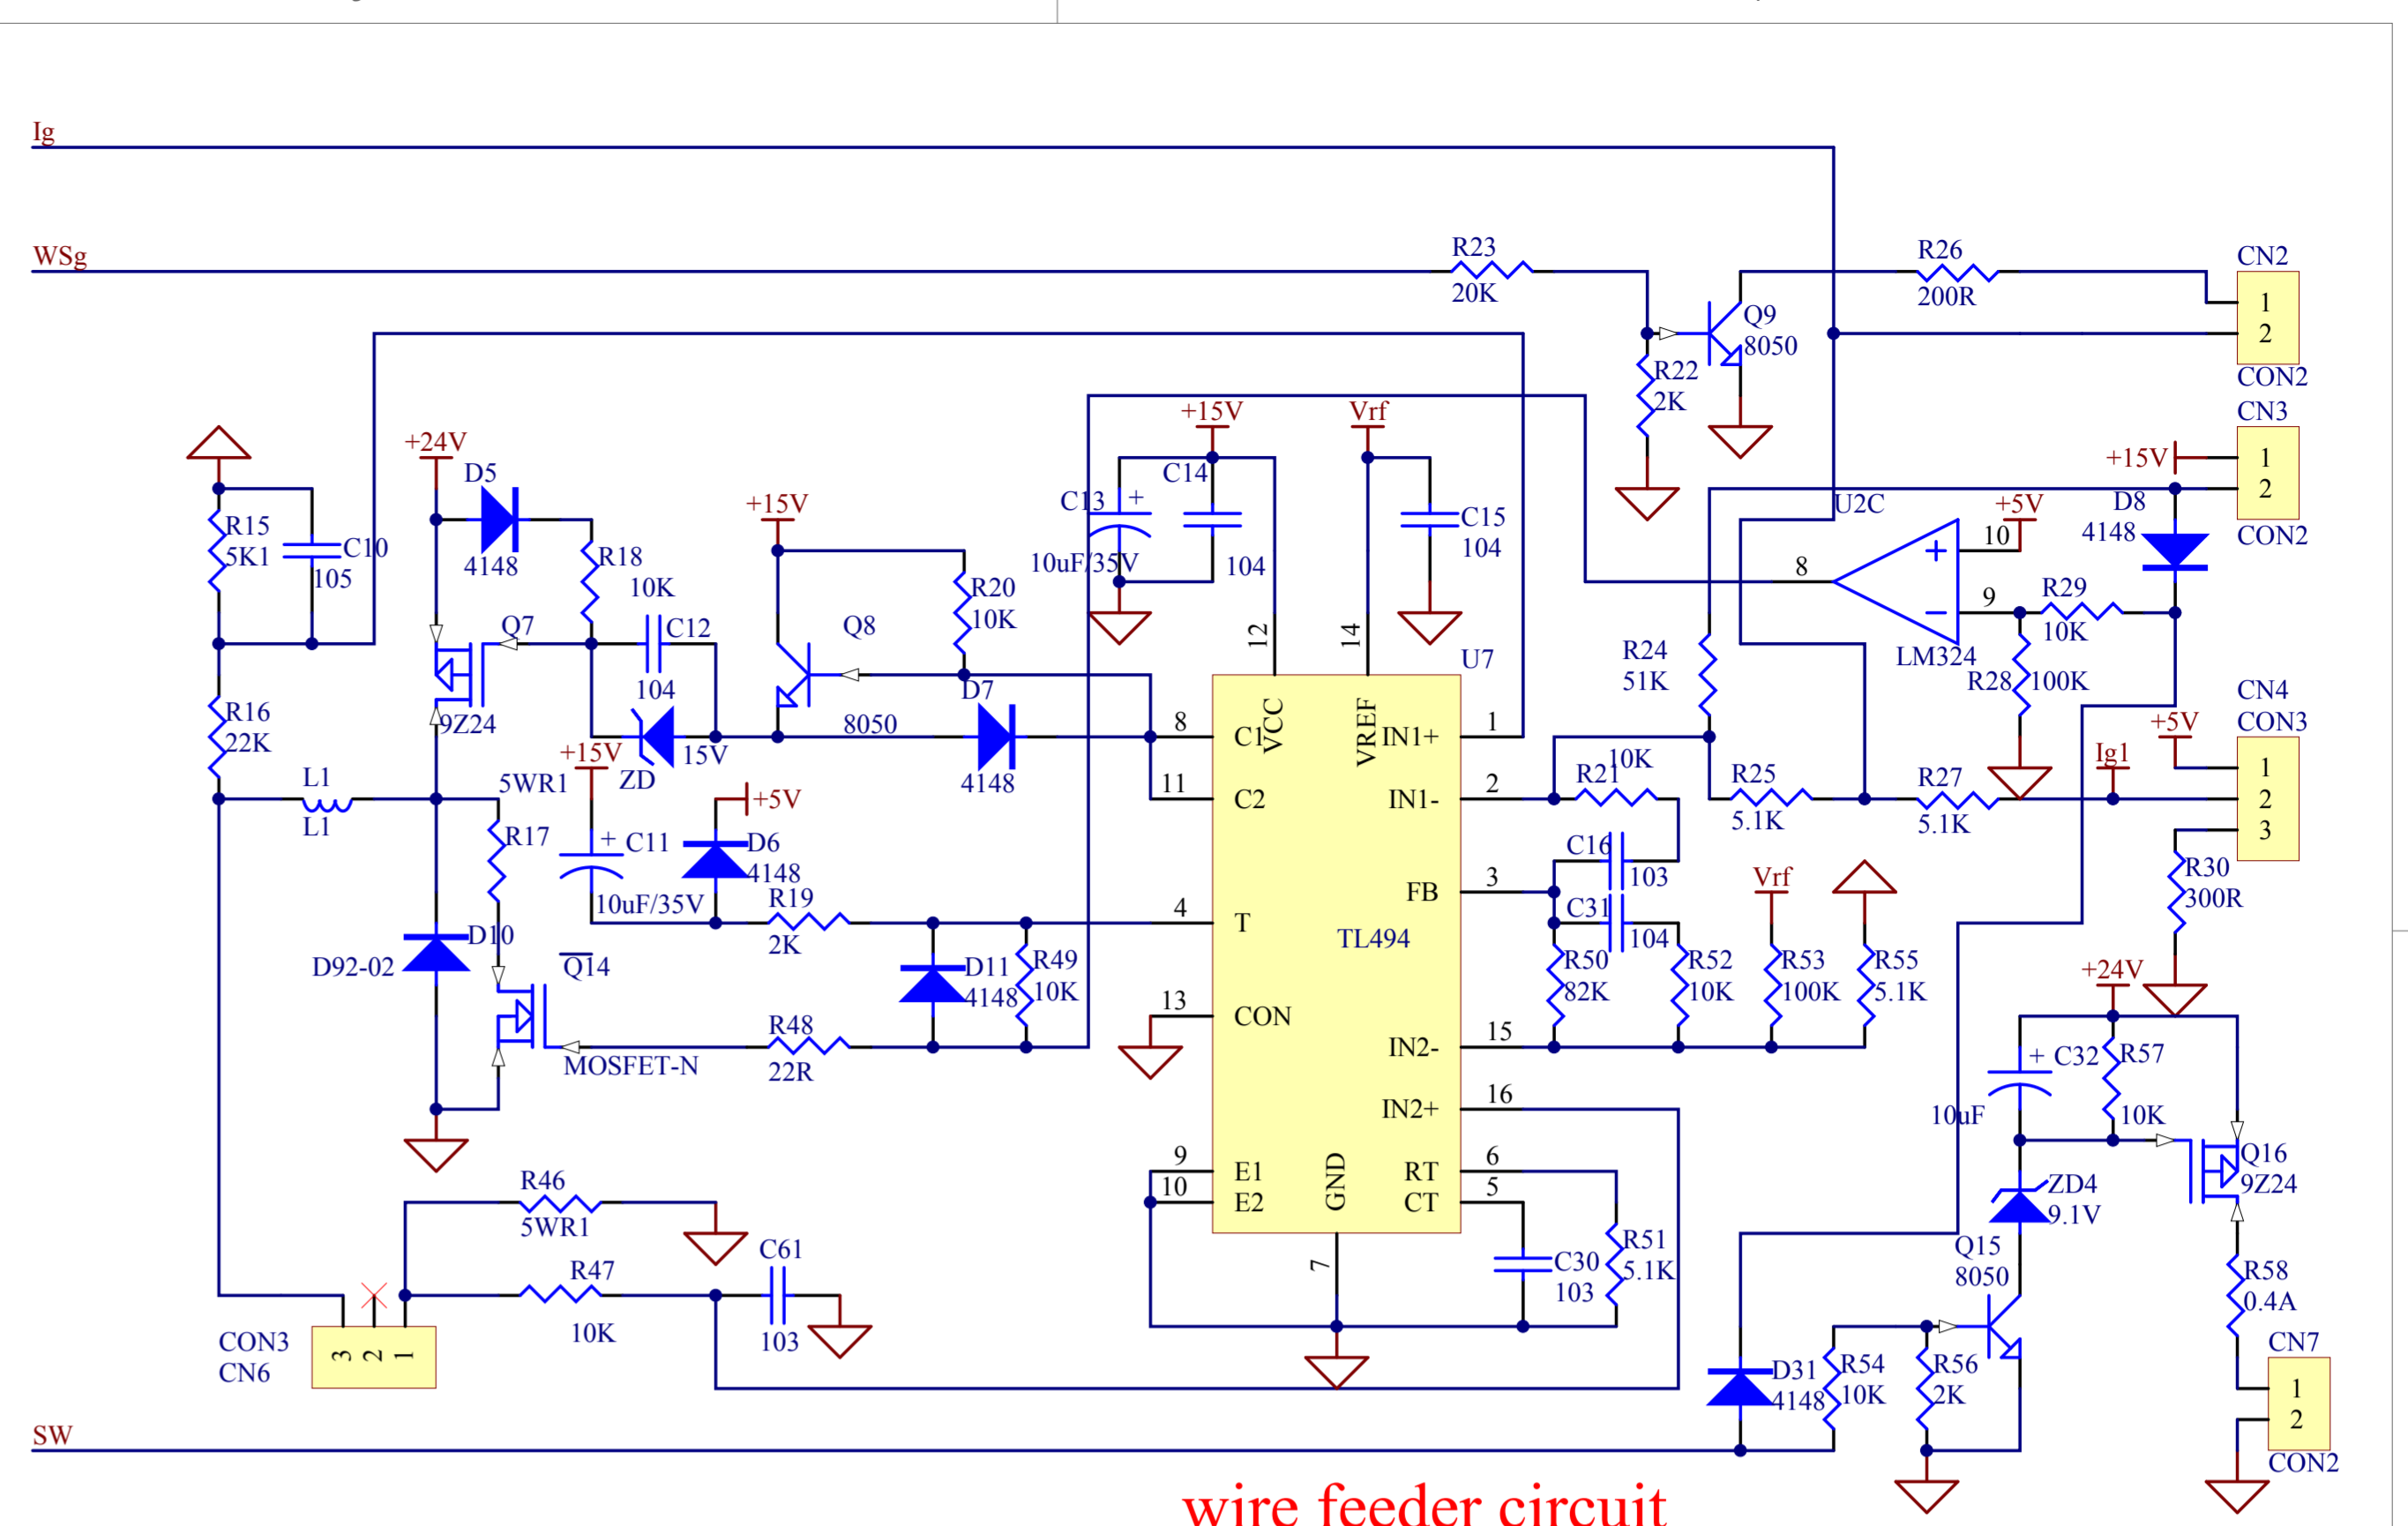 Ig
WSg
R23
20K
R26
200R
CN2
1
2
CON2
Q9
8050
R22
2K
CN3
+15V
1
2
CON2
+24V
D5
4148
+15V
+15V
Vrf
C13
+
10uF/35V
C14
104
C15
104
U2C
+5V
10
D8
4148
8
9
R29
10K
LM324
R28
100K
R15
5K1
C10
105
R18
10K
R20
10K
Q7
C12
104
Q8
8050
9Z24
D7
4148
R16
22K
+15V
ZD
15V
12
14
U7
VCC
VREF
R24
51K
CN4
CON3
+5V
Ig1
1
2
3
8
C1
IN1+
1
11
C2
IN1-
2
10K
R21
R25
5.1K
R27
5.1K
L1
L1
5WR1
R17
+
C11
10uF/35V
+5V
D6
4148
R19
2K
4
T
FB
3
TL494
C16
103
C31
104
Vrf
R30
300R
D10
D92-02
Q14
MOSFET-N
D11
4148
R49
10K
R48
22R
13
CON
IN2-
15
R50
82K
R52
10K
R53
100K
R55
5.1K
+24V
+
C32
10uF
R57
10K
IN2+
16
9
E1
10
E2
GND
RT
6
CT
5
7
Q16
9Z24
ZD4
9.1V
R46
5WR1
R47
10K
C61
103
C30
103
R51
5.1K
Q15
8050
R58
0.4A
CON3
CN6
3
2
1
D31
4148
R54
10K
R56
2K
CN7
1
2
CON2
SW
wire feeder circuit